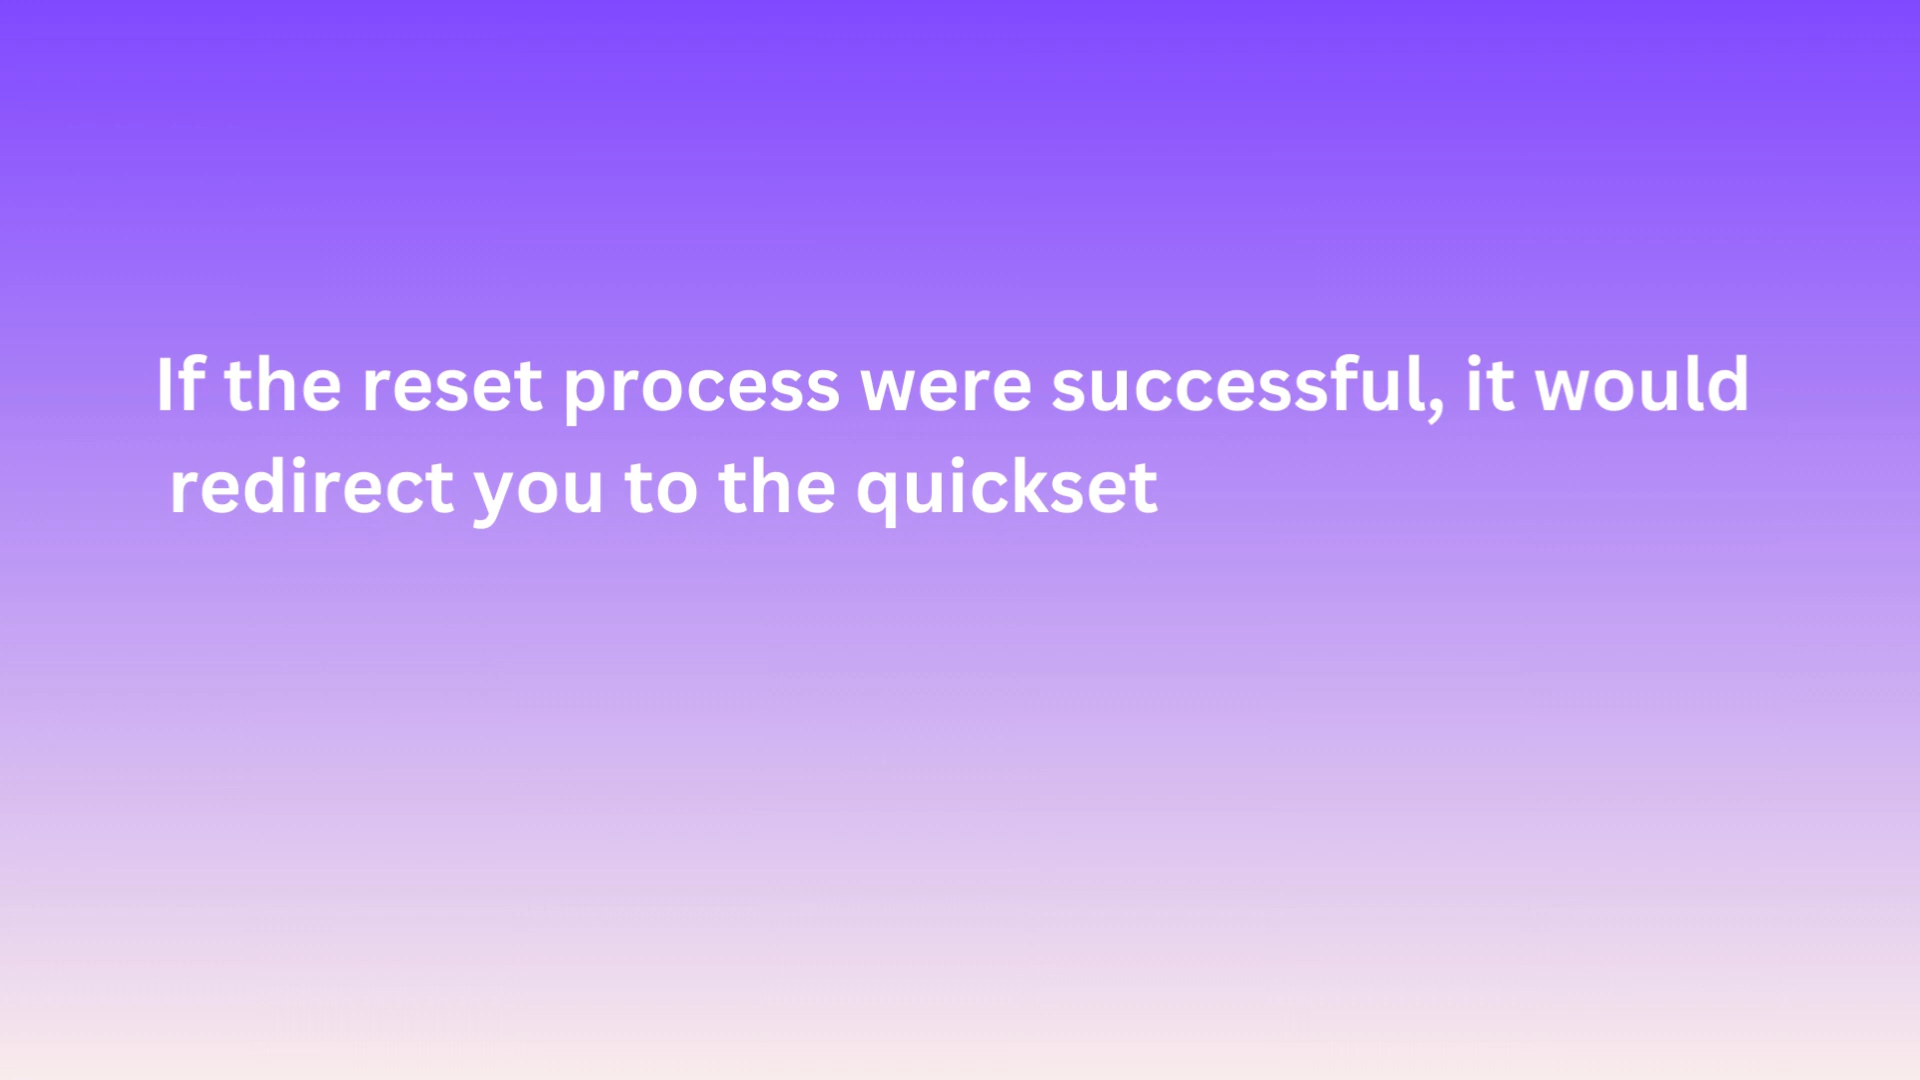 If the reset process were successful, it would
redirect you to the quickset